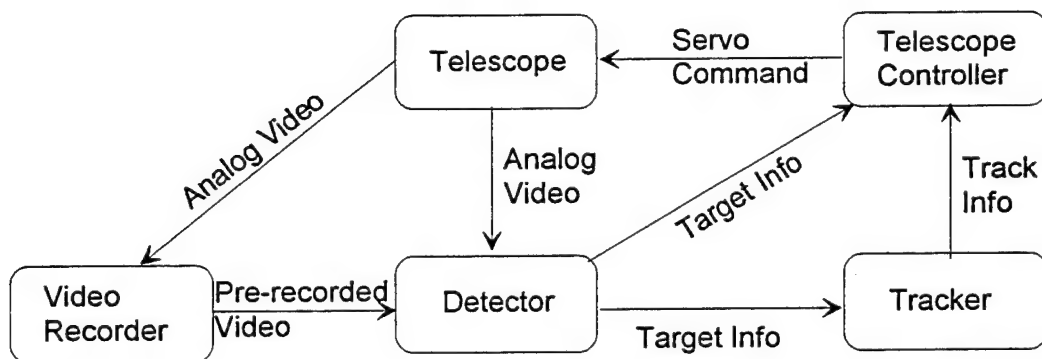 Telescope
Servo
Command
Telescope
Controller
Analog Video
Analog
Video
Target Info
Track
Info
Video
Recorder
Pre-recorded
Video
Detector
Target Info
Tracker